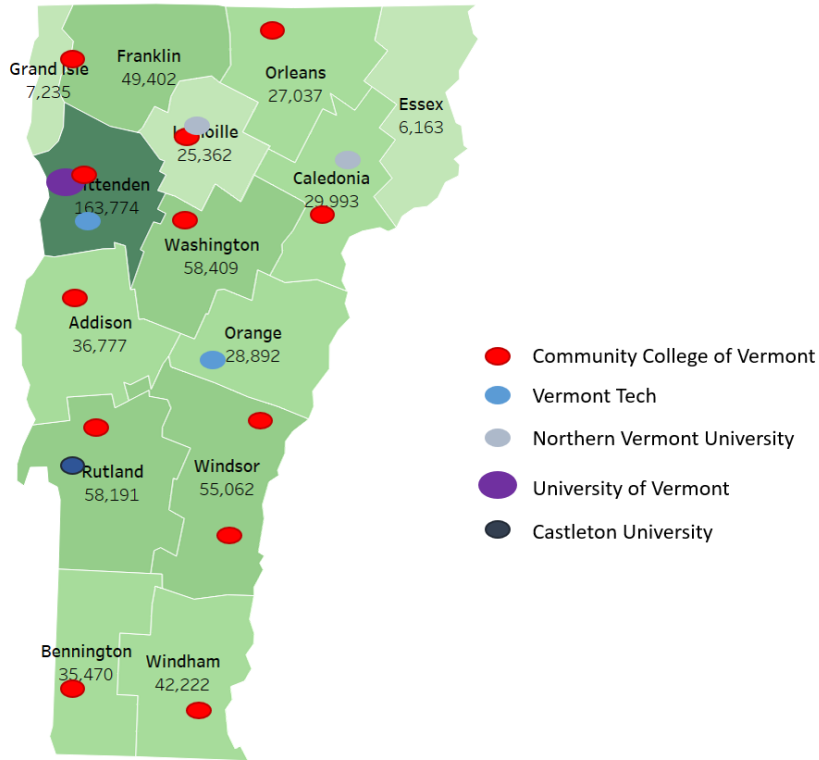 Grand Isle
7,235
Franklin
49,402
Orleans
27,037
Essex
6,163
25,362
Caledonia
29,993
163,774
Washington
58,409
Addison
36,777
Orange
28,892
Rutland
58,191
Windsor
55,062
Bennington
35,470
Windham
42,222
Community College of Vermont
Vermont Tech
Northern Vermont University
University of Vermont
Castleton University